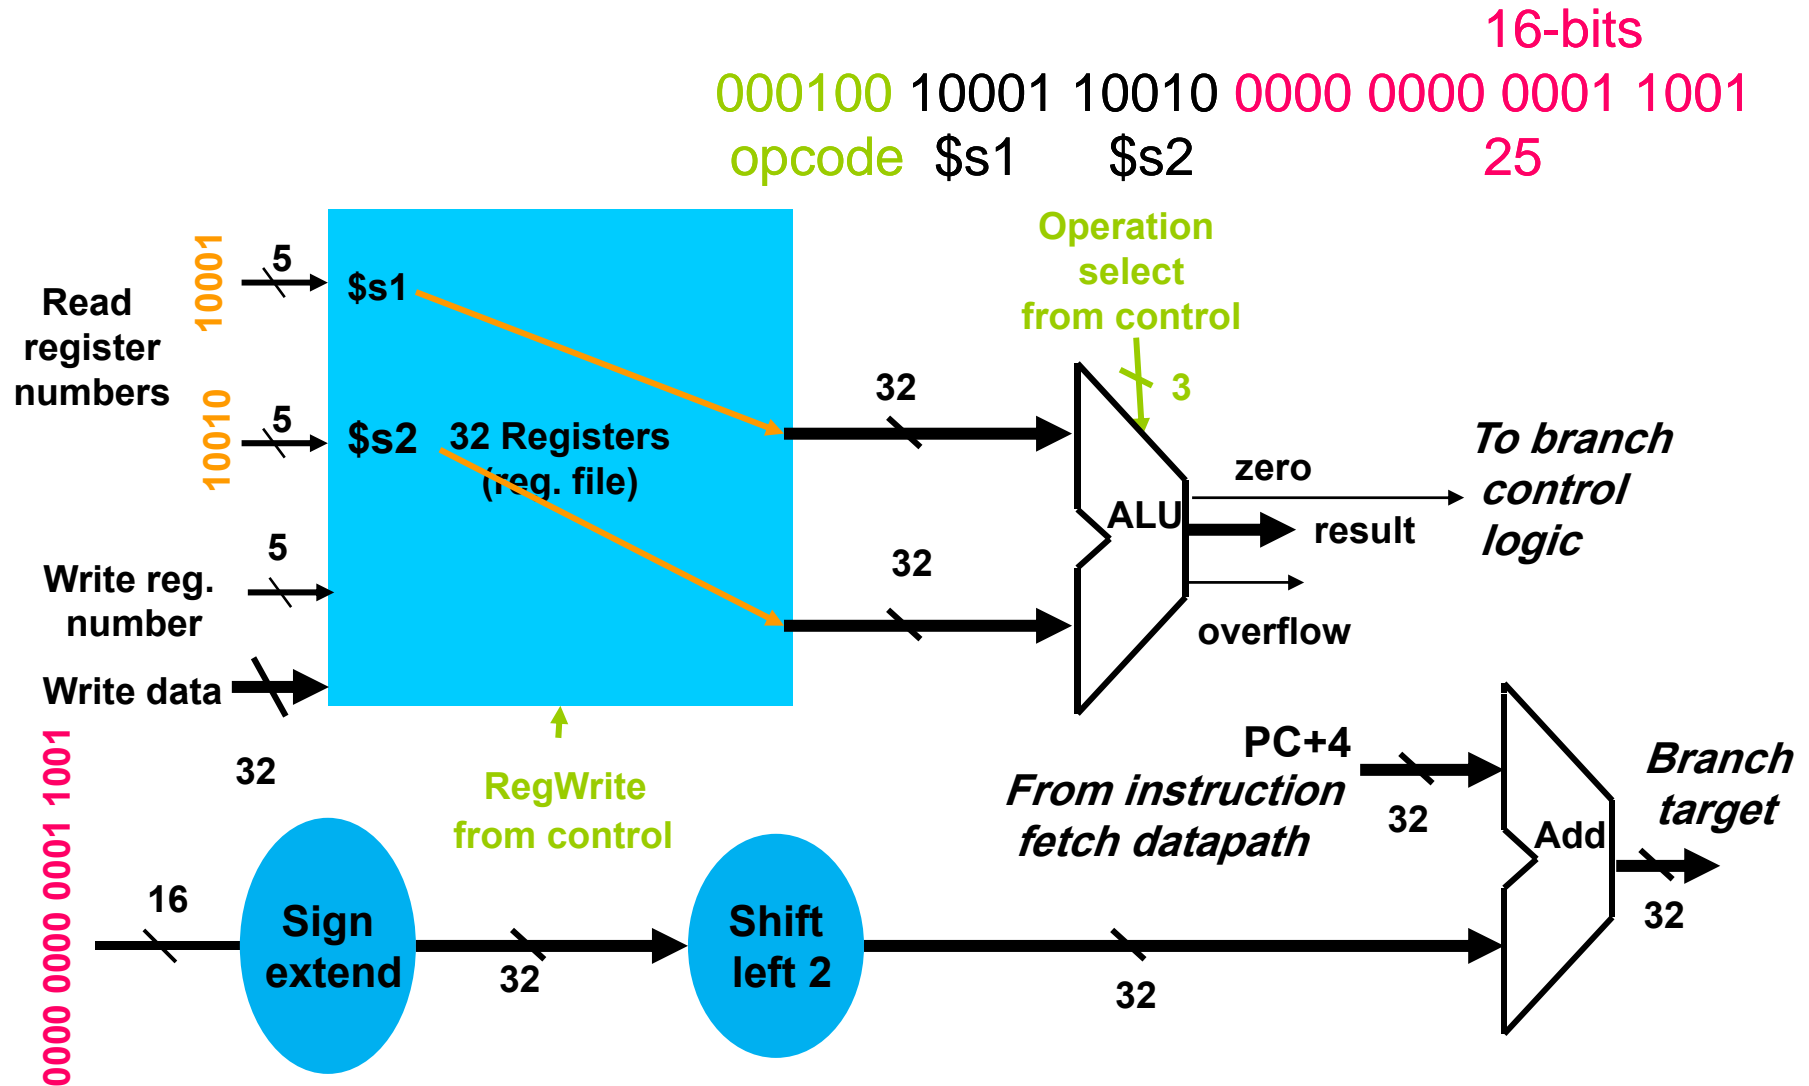 16-bits
000100 10001 10010 0000 0000 0001 1001
opcode $s1 $s2 25
Operation
select
from control
3
Read
register
numbers
10001
5
$s1
10010
5
$s2
32 Registers
(reg. file)
Write reg.
number
5
Write data
32
RegWrite
from control
32
32
ALU
zero
result
overflow
To branch
control
logic
PC+4
From instruction
fetch datapath
32
Add
Branch
target
32
0000 0000 0001 1001
16
Sign
extend
32
Shift
left 2
32